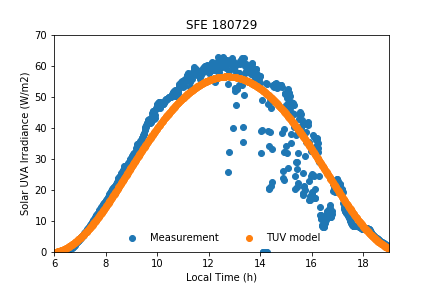 SFE 180729
Solar UVA Irradiance (W/m2)
70
60
50
40
30
20
10
0
Measurement
TUV model
6 8 10 12 14 16 18
Local Time (h)